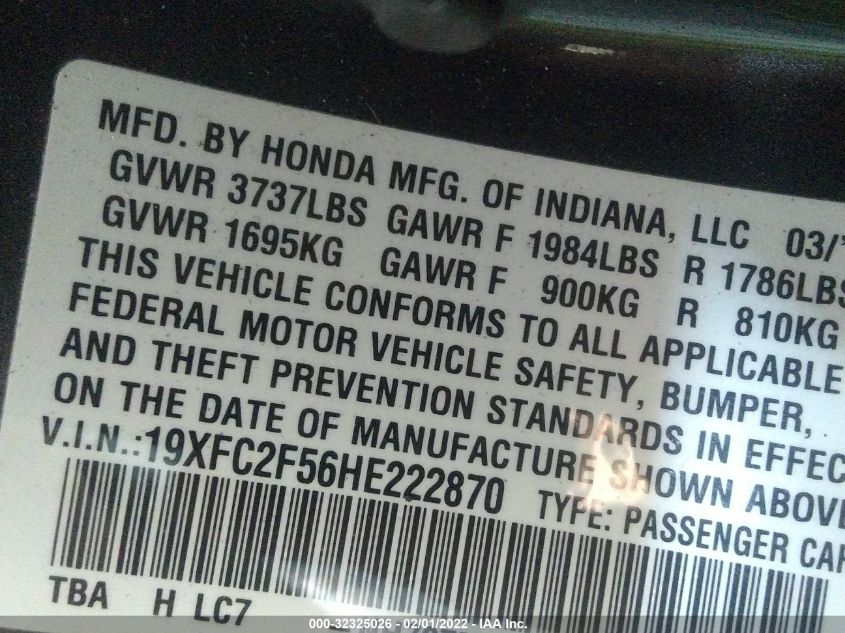 MFD. BY HONDA MFG. OF INDIANA, LLC 03/
GVWR 3737LBS GAWR F 1984LBS R 1786LBS
GVWR 1695KG GAWR F 900KG R 810KG
THIS VEHICLE CONFORMS TO ALL APPLICABLE
FEDERAL MOTOR VEHICLE SAFETY, BUMPER,
AND THEFT PREVENTION STANDARDS IN EFFEC
ON THE DATE OF MANUFACTURE SHOWN ABOVE
V.I.N.:19XFC2F56HE222870 TYPE: PASSENGER CAR
TBA H LC7
000-32325026 - 02/01/2022 - © IAA Inc.